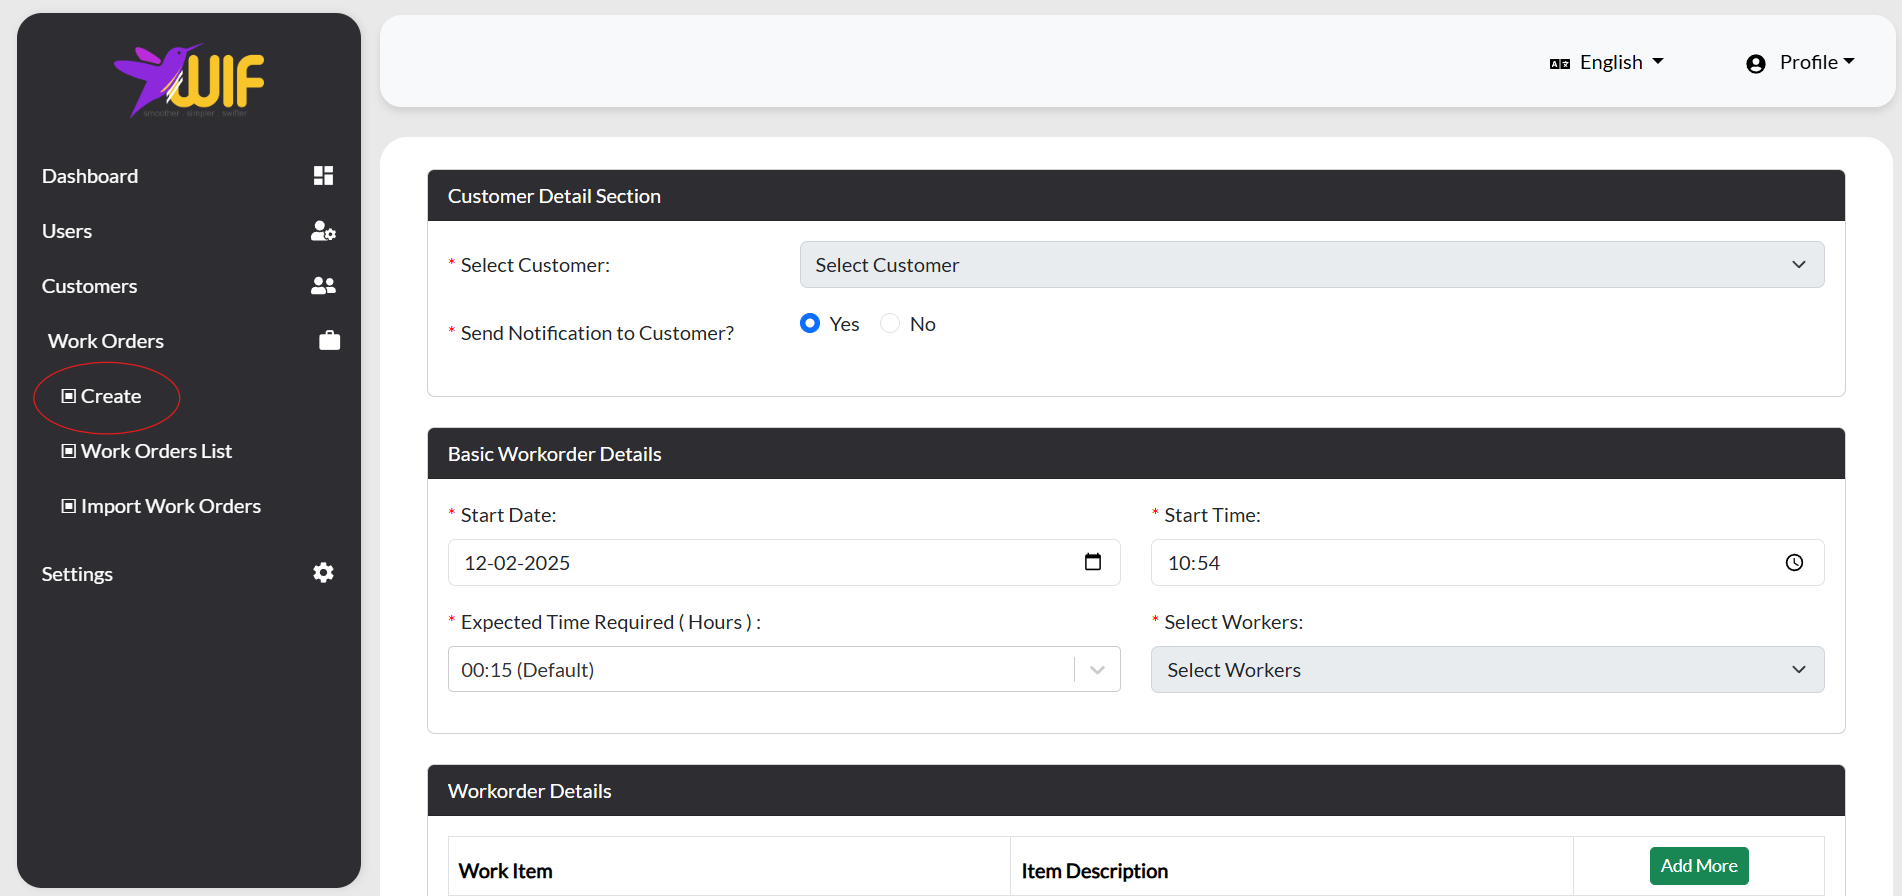 WIF
smoother . simpler . swifter
English
Profile
Dashboard
Users
Customers
Work Orders
Create
Work Orders List
Import Work Orders
Settings
Customer Detail Section
* Select Customer:
Select Customer
* Send Notification to Customer?
Yes
No
Basic Workorder Details
* Start Date:
* Start Time:
12-02-2025
10:54
* Expected Time Required ( Hours ) :
* Select Workers:
00:15 (Default)
Select Workers
Workorder Details
Work Item
Item Description
Add More